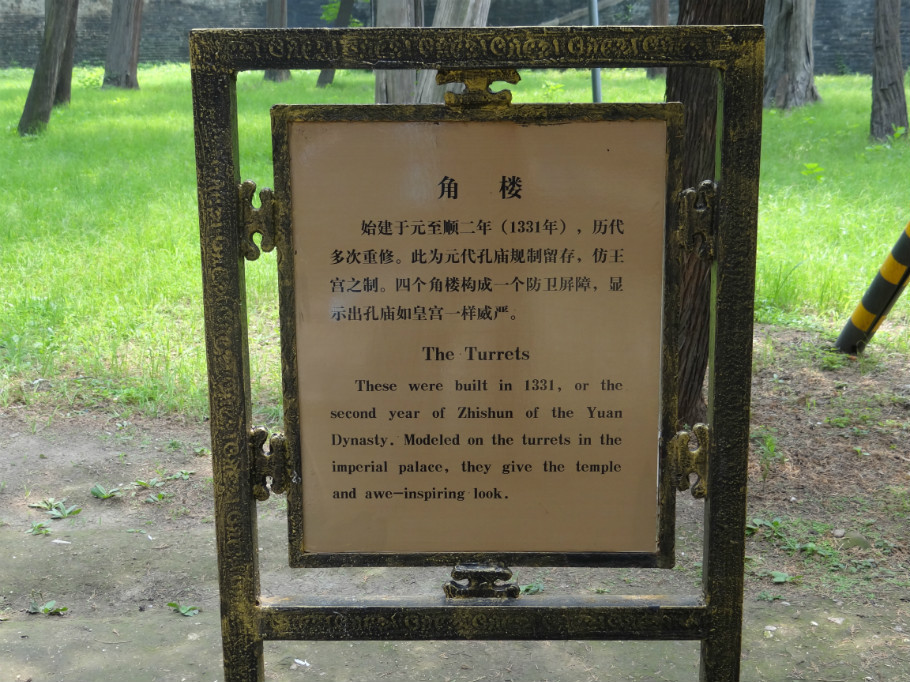 角 楼
始建于元至顺二年（1331年），历代
多次重修。此为元代孔庙规制留存，仿王
宫之制。四个角楼构成一个防卫屏障，显
示出孔庙如皇宫一样威严。
The Turrets
These were built in 1331, or the
second year of Zhishun of the Yuan
Dynasty. Modeled on the turrets in the
imperial palace, they give the temple
and awe-inspiring look.